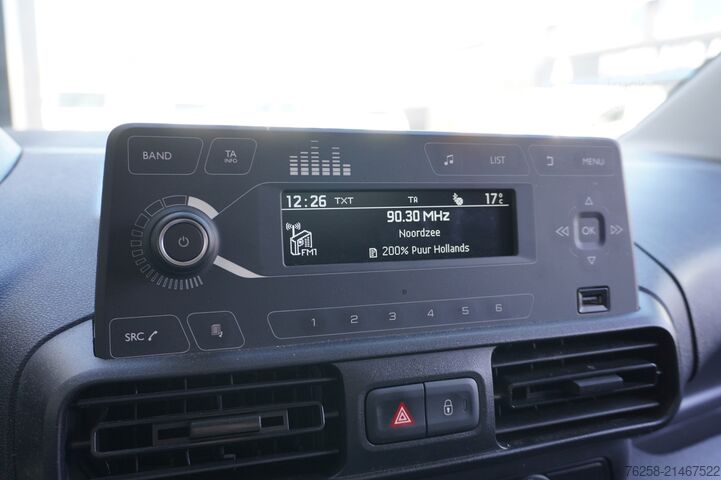 BAND
TA
INFO
LIST
MENU
12:26 TXT TA 17°C
90.30 MHz
Noordzee
FM1
200% Puur Hollands
OK
1 2 3 4 5 6
SRC
76258-21467522